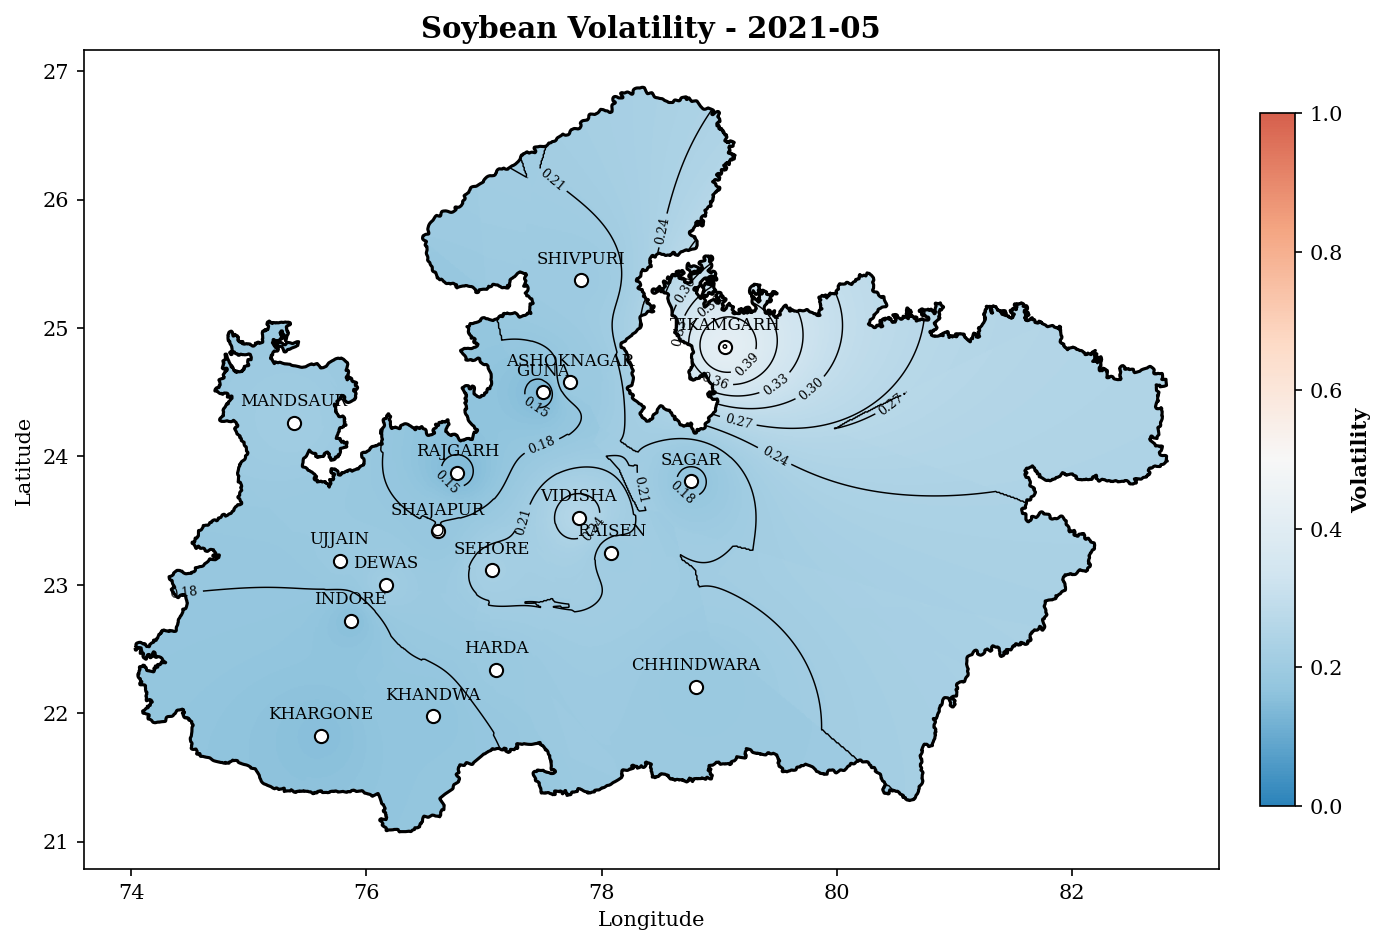 Soybean Volatility - 2021-05
27
26
25
24
23
22
21
Latitude
74
76
78
80
82
Longitude
1.0
0.8
0.6
0.4
0.2
0.0
Volatility
SHIVPURI
TIKAMGARH
ASHOKNAGAR
GUNA
MANDSAUR
RAJGARH
SAGAR
VIDISHA
SHAJAPUR
RAISEN
UJJAIN
SEHORE
DEWAS
INDORE
HARDA
CHHINDWARA
KHANDWA
KHARGONE
0.21
0.24
0.30
0.39
0.36
0.33
0.30
0.27
0.27
0.24
0.15
0.18
0.15
0.18
0.21
0.21
0.24
0.18